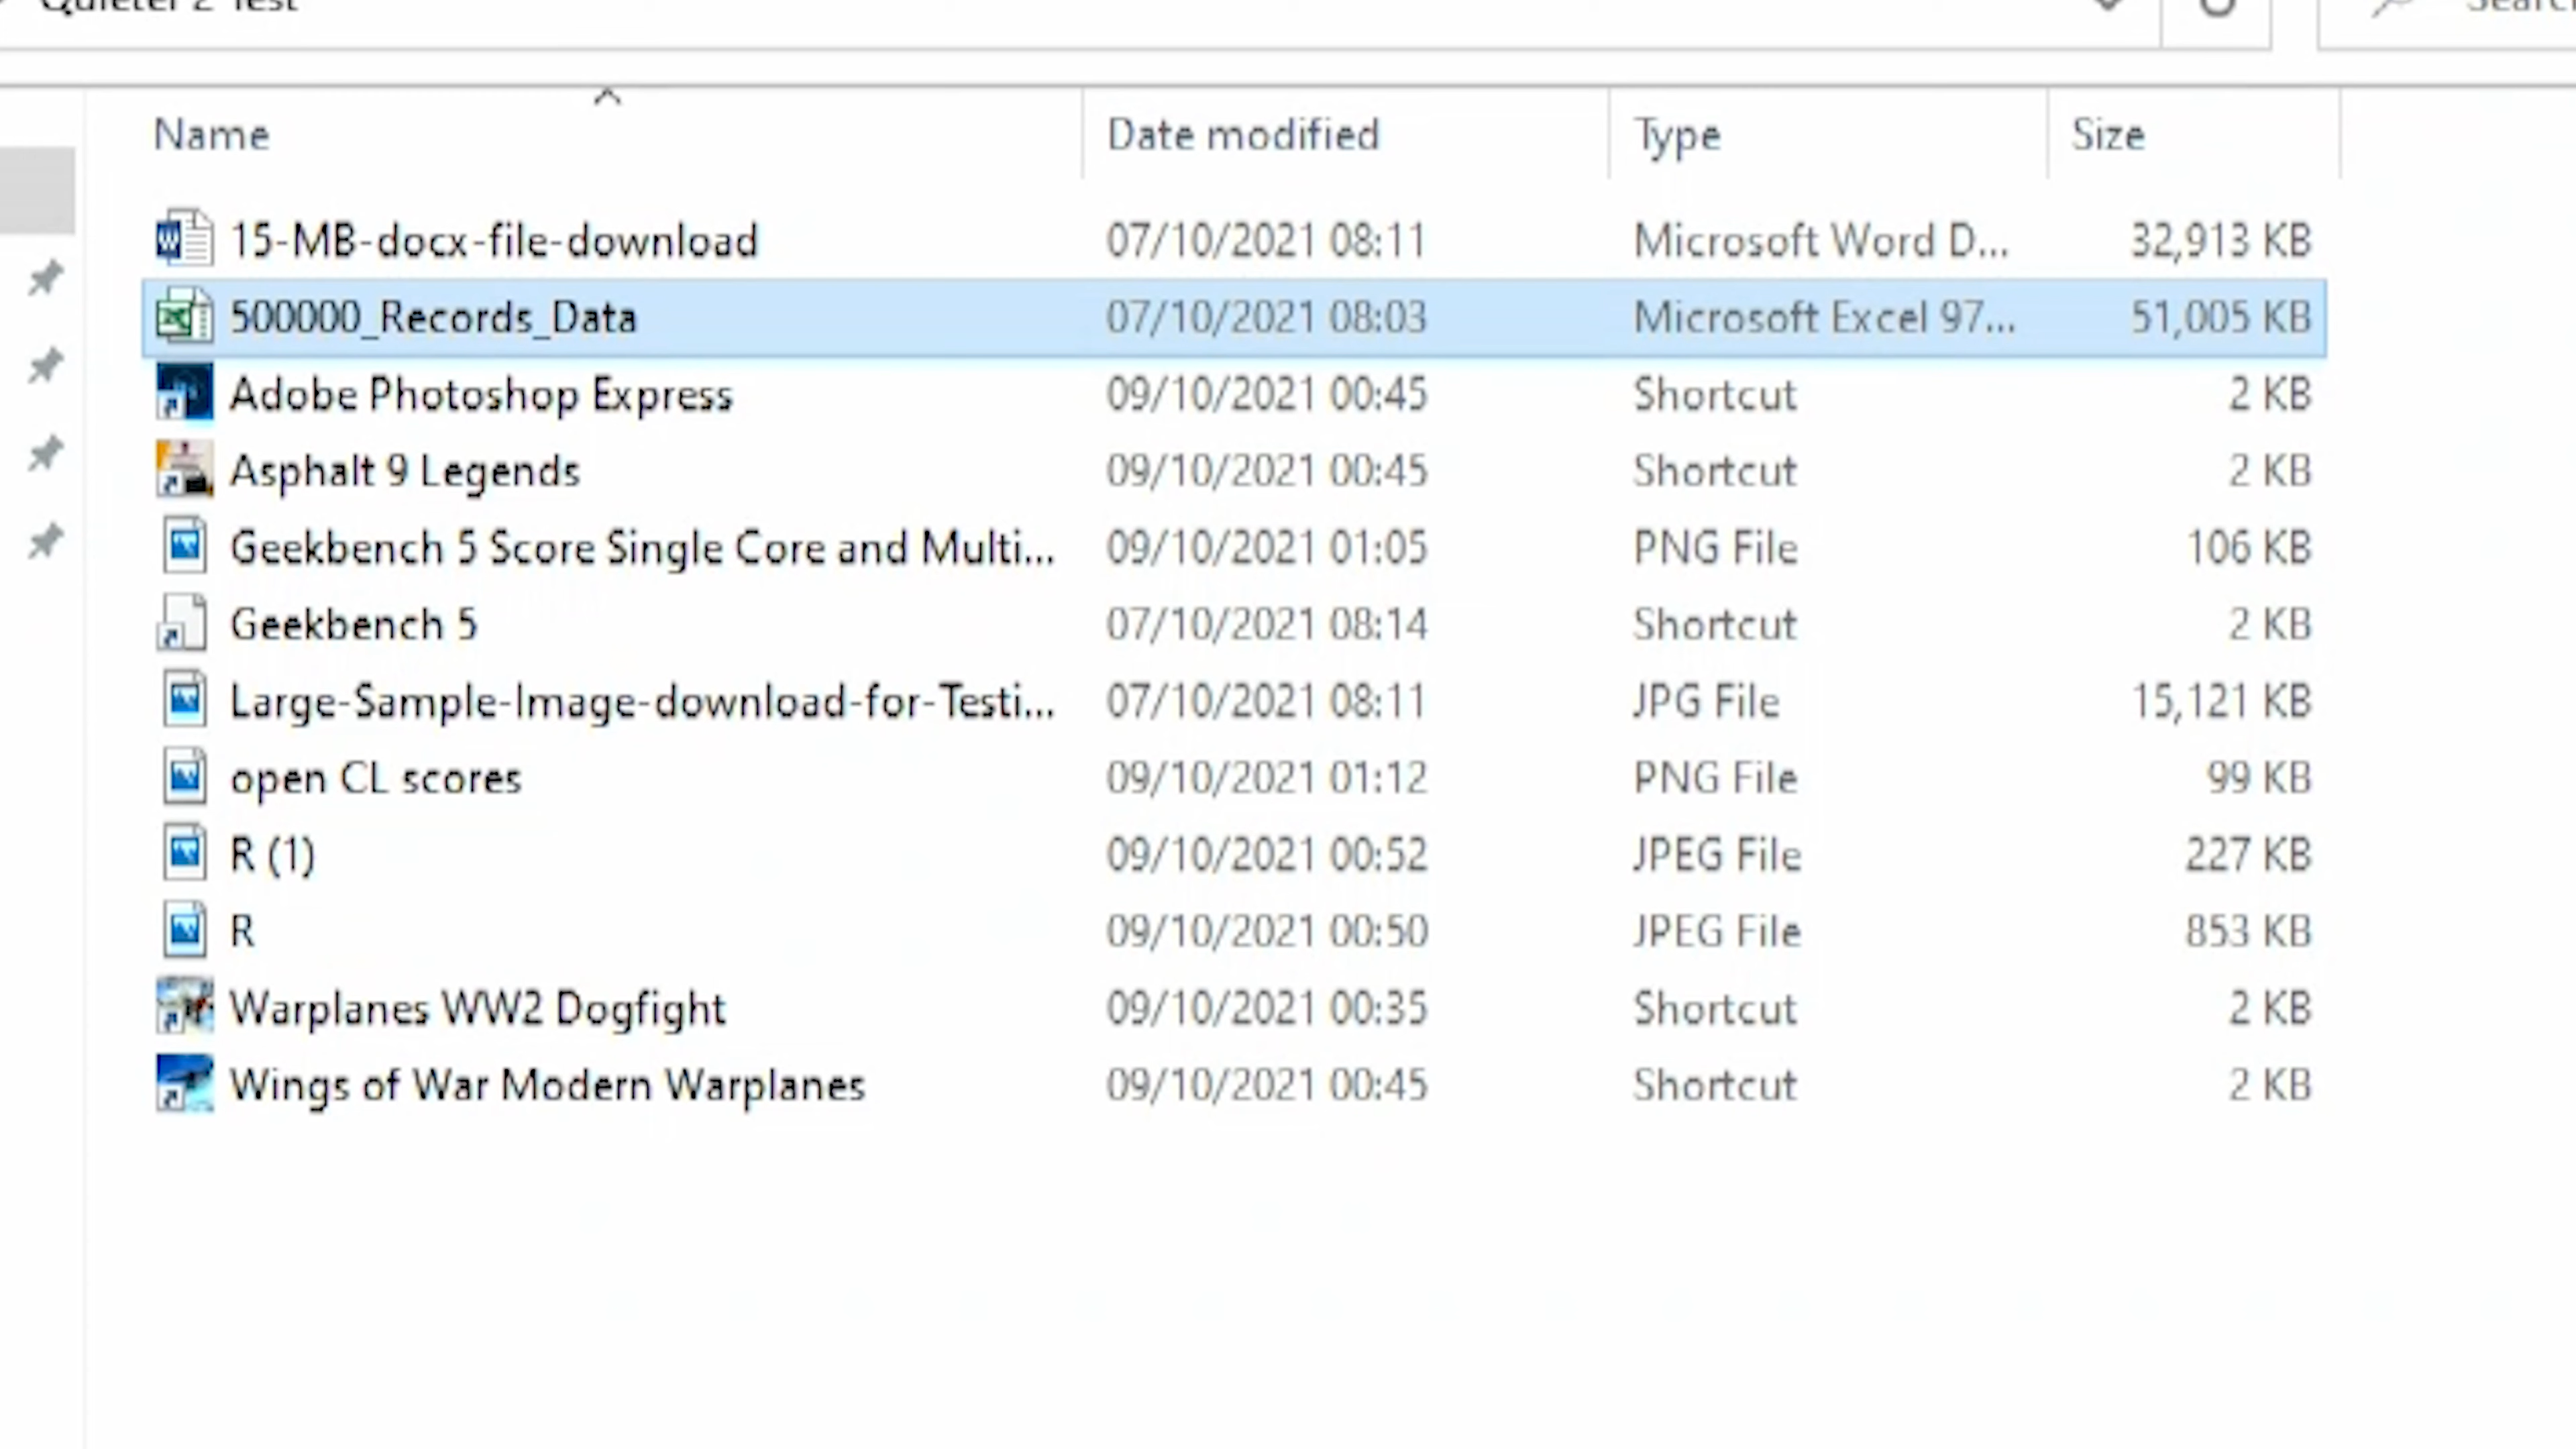 Quieter 2 Test
Search
Name Date modified Type Size
15-MB-docx-file-download 07/10/2021 08:11 Microsoft Word D... 32,913 KB
500000_Records_Data 07/10/2021 08:03 Microsoft Excel 97... 51,005 KB
Adobe Photoshop Express 09/10/2021 00:45 Shortcut 2 KB
Asphalt 9 Legends 09/10/2021 00:45 Shortcut 2 KB
Geekbench 5 Score Single Core and Multi... 09/10/2021 01:05 PNG File 106 KB
Geekbench 5 07/10/2021 08:14 Shortcut 2 KB
Large-Sample-Image-download-for-Testi... 07/10/2021 08:11 JPG File 15,121 KB
open CL scores 09/10/2021 01:12 PNG File 99 KB
R (1) 09/10/2021 00:52 JPEG File 227 KB
R 09/10/2021 00:50 JPEG File 853 KB
Warplanes WW2 Dogfight 09/10/2021 00:35 Shortcut 2 KB
Wings of War Modern Warplanes 09/10/2021 00:45 Shortcut 2 KB